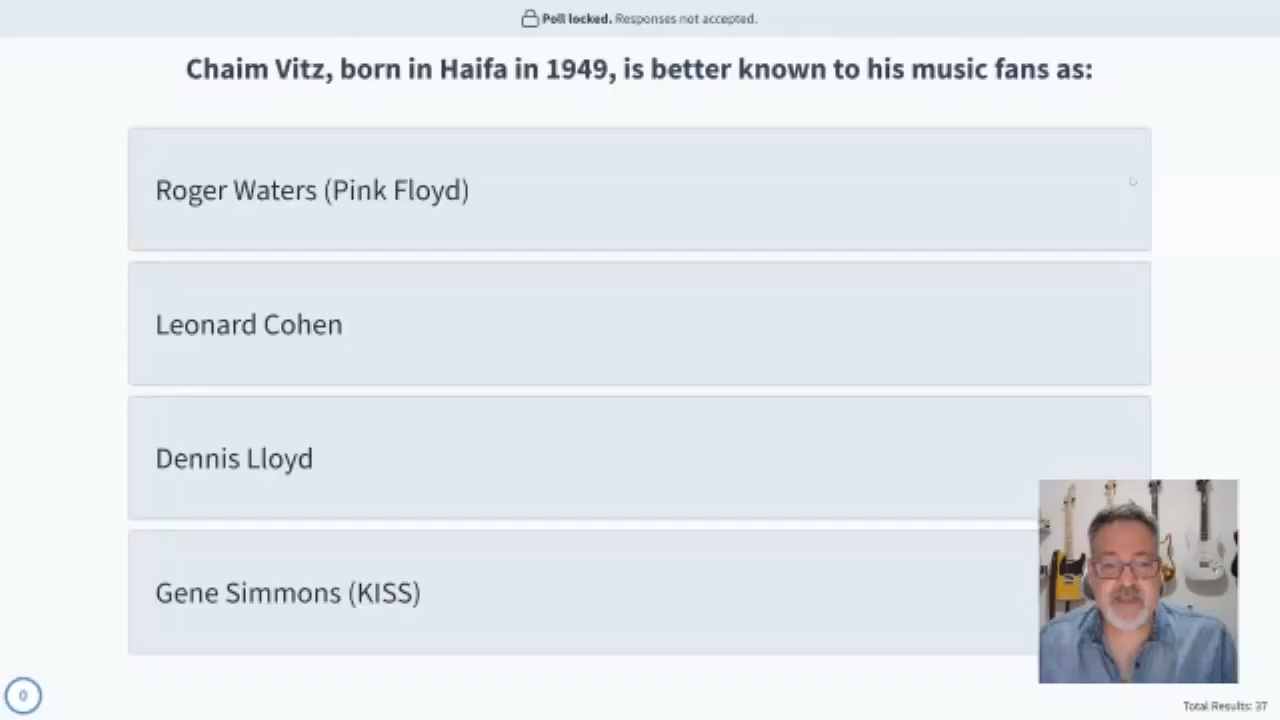 Poll locked. Responses not accepted.
Chaim Vitz, born in Haifa in 1949, is better known to his music fans as:
Roger Waters (Pink Floyd)
Leonard Cohen
Dennis Lloyd
Gene Simmons (KISS)
0
Total Results: 37